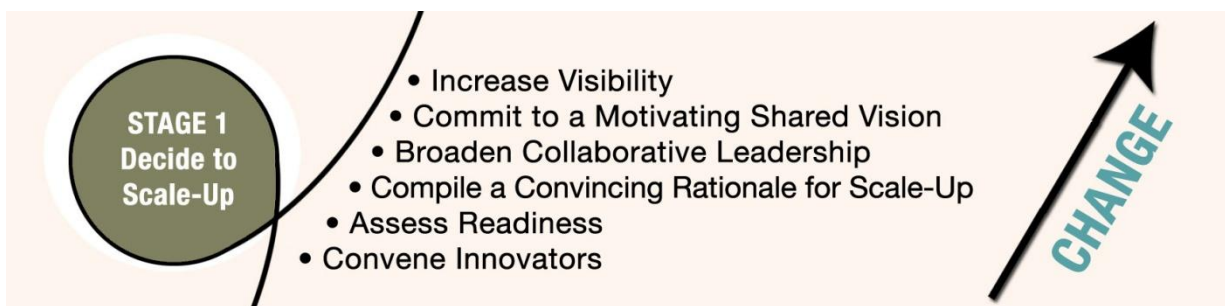 STAGE 1
Decide to
Scale-Up
• Increase Visibility
• Commit to a Motivating Shared Vision
• Broaden Collaborative Leadership
• Compile a Convincing Rationale for Scale-Up
• Assess Readiness
• Convene Innovators
CHANGE